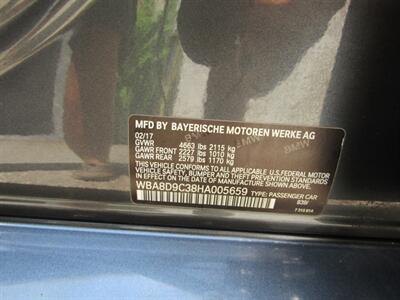 MFD BY BAYERISCHE MOTOREN WERKE AG
02/17
GVWR 4663 lbs 2115 kg
GAWR FRONT 2227 lbs 1010 kg
GAWR REAR 2579 lbs 1170 kg
THIS VEHICLE CONFORMS TO ALL APPLICABLE U.S.FEDERAL MOTOR
VEHICLE SAFETY, BUMPER AND THEFT PREVENTION STANDARDS
IN EFFECT ON THE DATE OF MANUFACTURE SHOWN ABOVE.
WBA8D9C38HA005659 TYPE: PASSENGER CAR